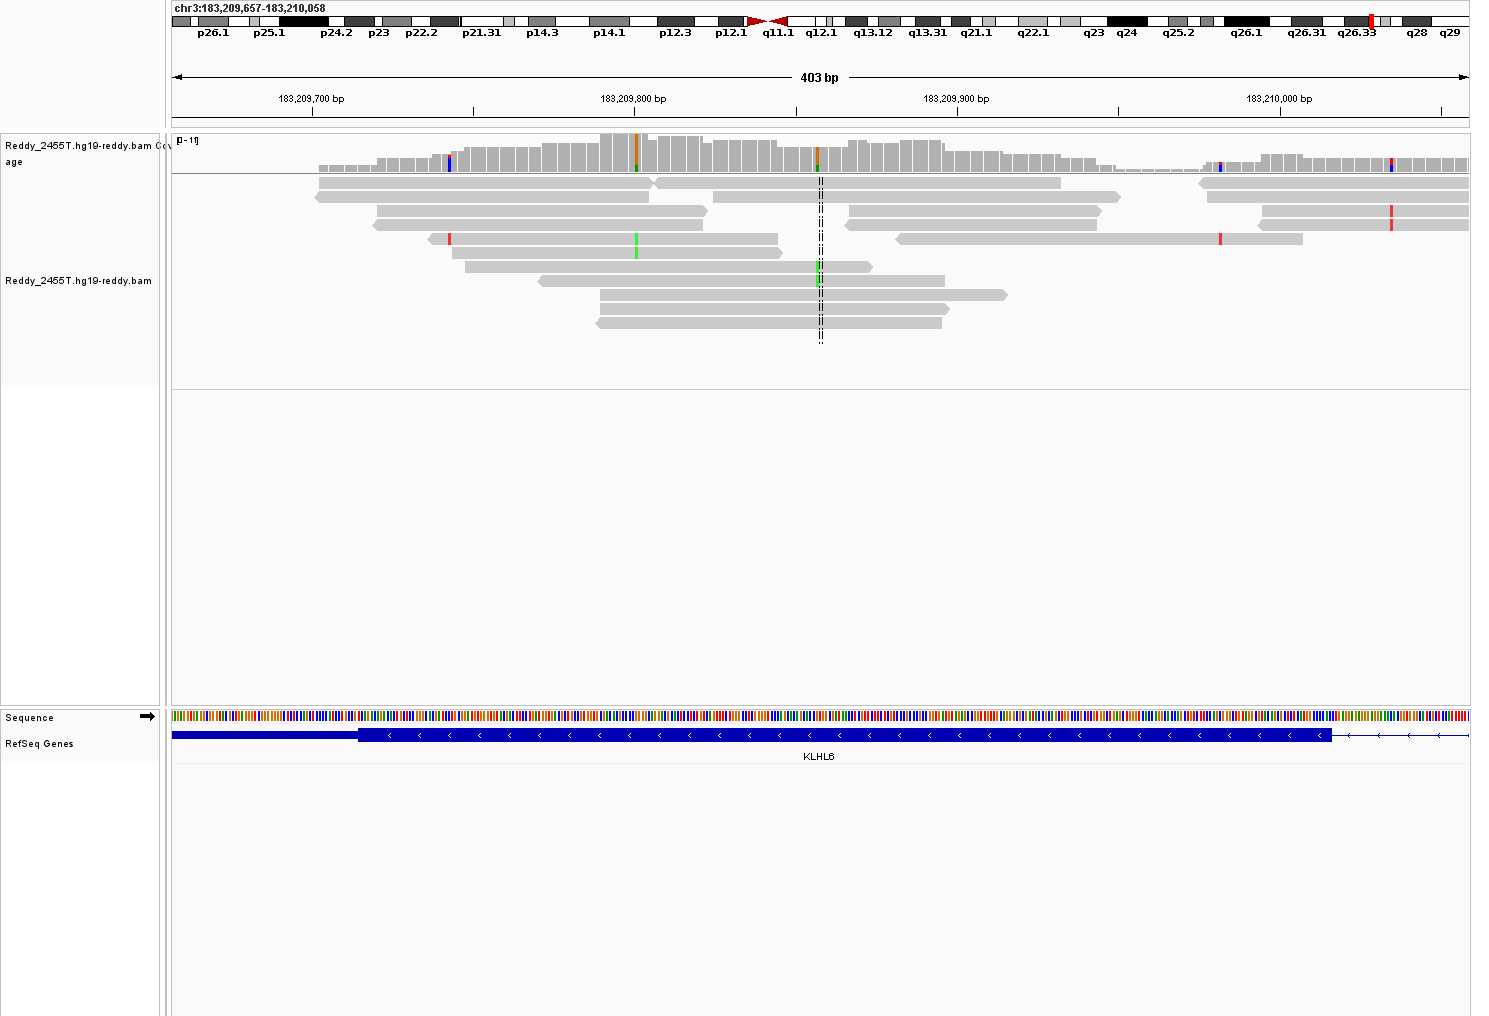 chr3:183,209,657-183,210,058
p26.1 p25.1 p24.2 p23 p22.2 p21.31 p14.3 p14.1 p12.3 p12.1 q11.1 q12.1 q13.12 q13.31 q21.1 q22.1 q23 q24 q25.2 q26.1 q26.31 q26.33 q28 q29
403 bp
183,209,700 bp 183,209,800 bp 183,209,900 bp 183,210,000 bp
[0 - 11]
Reddy_2455T.hg19-reddy.bam Cov
age
Reddy_2455T.hg19-reddy.bam
Sequence
RefSeq Genes
KLHL6